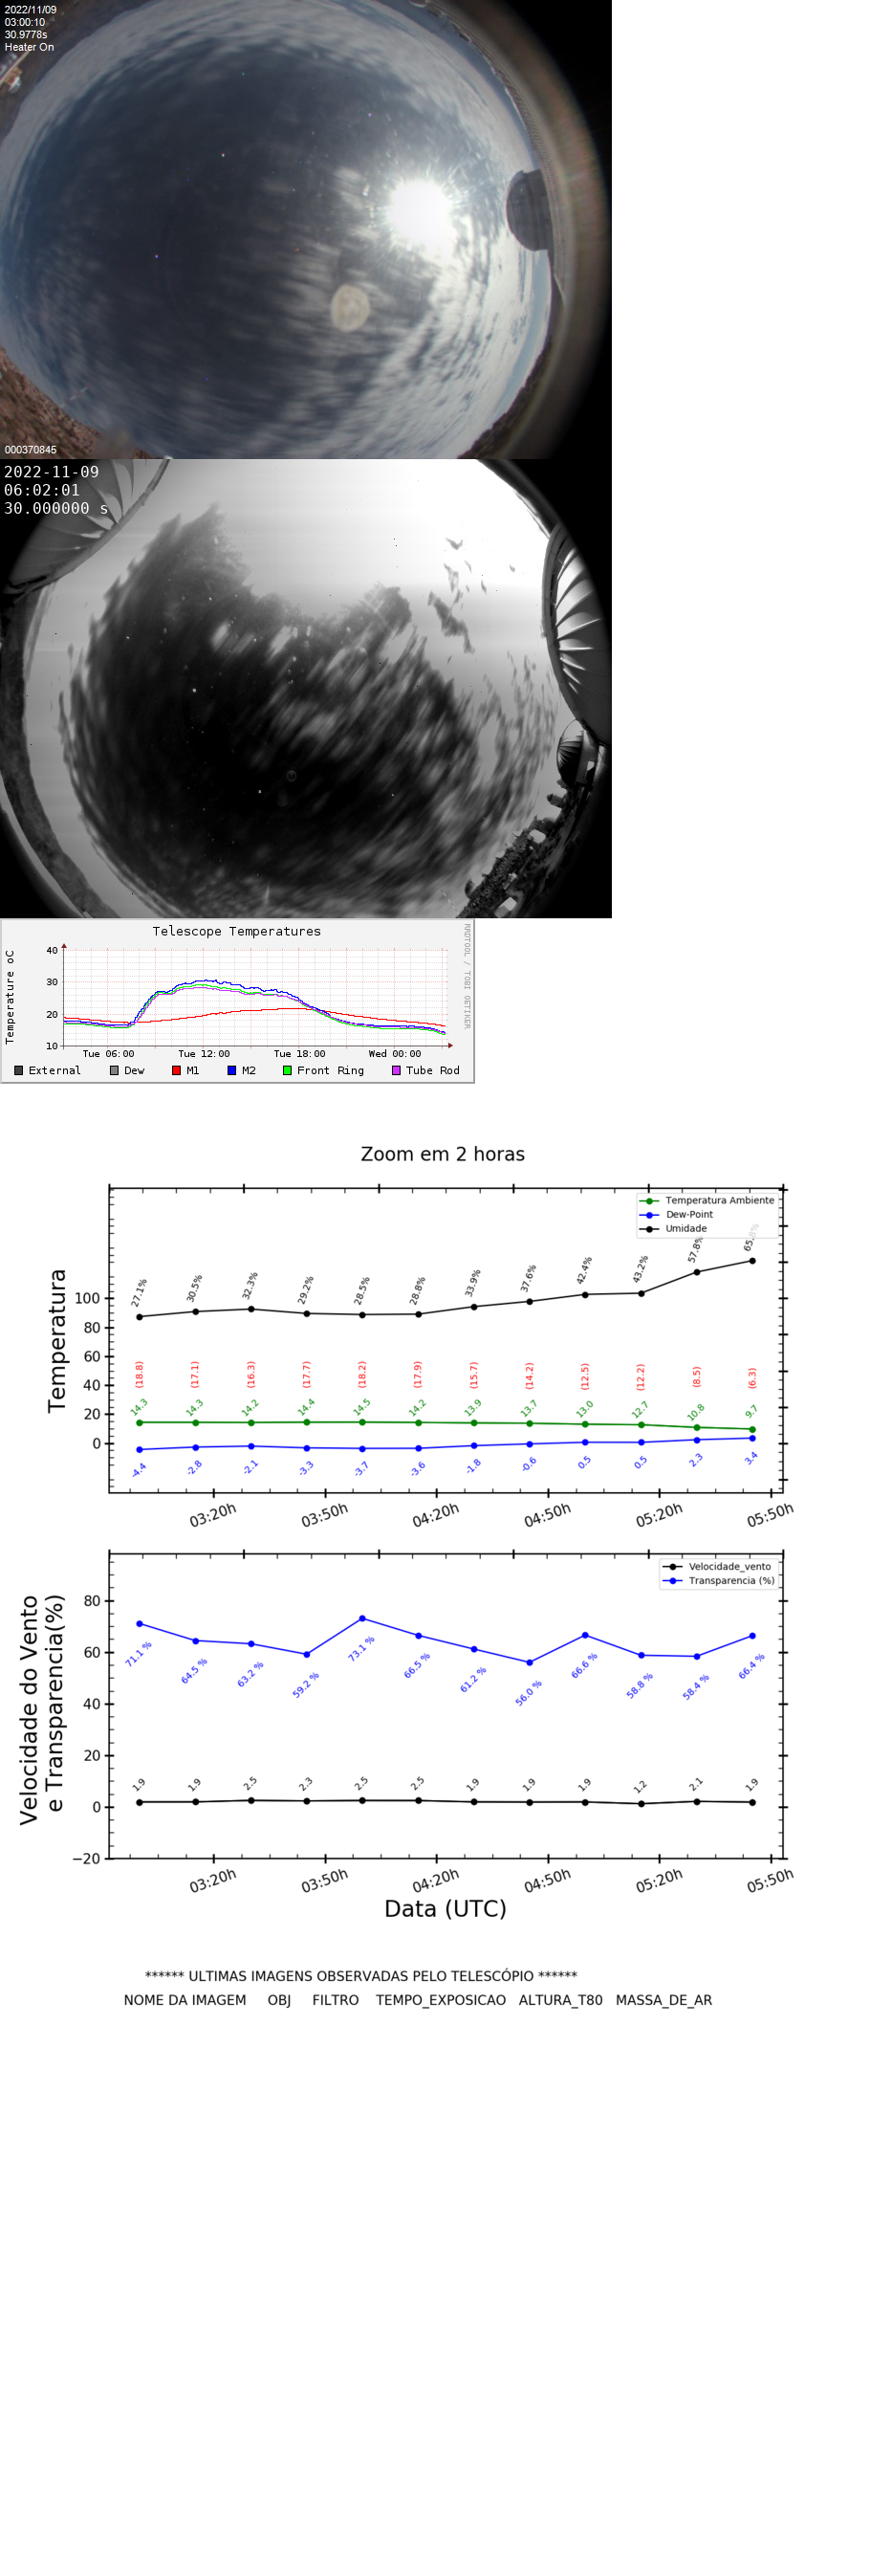 2022/11/09
03:00:10
30.9778s
Heater On
000370845
2022-11-09
06:02:01
30.000000 s
Telescope Temperatures
RRDTOOL / TOBI OETIKER
Temperature oC
40
30
20
10
Tue 06:00 Tue 12:00 Tue 18:00 Wed 00:00
External Dew M1 M2 Front Ring Tube Rod
Zoom em 2 horas
Temperatura Ambiente
Dew-Point
Umidade
Temperatura
100
80
60
40
20
0
27.1% 30.5% 32.3% 29.2% 28.5% 28.8% 33.9% 37.6% 42.4% 43.2% 57.8%
(18.8) (17.1) (16.3) (17.7) (18.2) (17.9) (15.7) (14.2) (12.5) (12.2) (8.5) (6.3)
14.3 14.3 14.2 14.4 14.5 14.2 13.9 13.7 13.0 12.7 10.8 9.7
-4.4 -2.8 -2.1 -3.3 -3.7 -3.6 -1.8 -0.6 0.5 0.5 2.3 3.4
03:20h 03:50h 04:20h 04:50h 05:20h 05:50h
Velocidade_vento
Transparencia (%)
Velocidade do Vento
e Transparencia(%)
80
60
40
20
0
−20
71.1 % 64.5 % 63.2 % 59.2 % 73.1 % 66.5 % 61.2 % 56.0 % 66.6 % 58.8 % 58.4 % 66.4 %
1.9 1.9 2.5 2.3 2.5 2.5 1.9 1.9 1.9 1.2 2.1 1.9
03:20h 03:50h 04:20h 04:50h 05:20h 05:50h
Data (UTC)
****** ULTIMAS IMAGENS OBSERVADAS PELO TELESCÓPIO ******
NOME DA IMAGEM OBJ FILTRO TEMPO_EXPOSICAO ALTURA_T80 MASSA_DE_AR